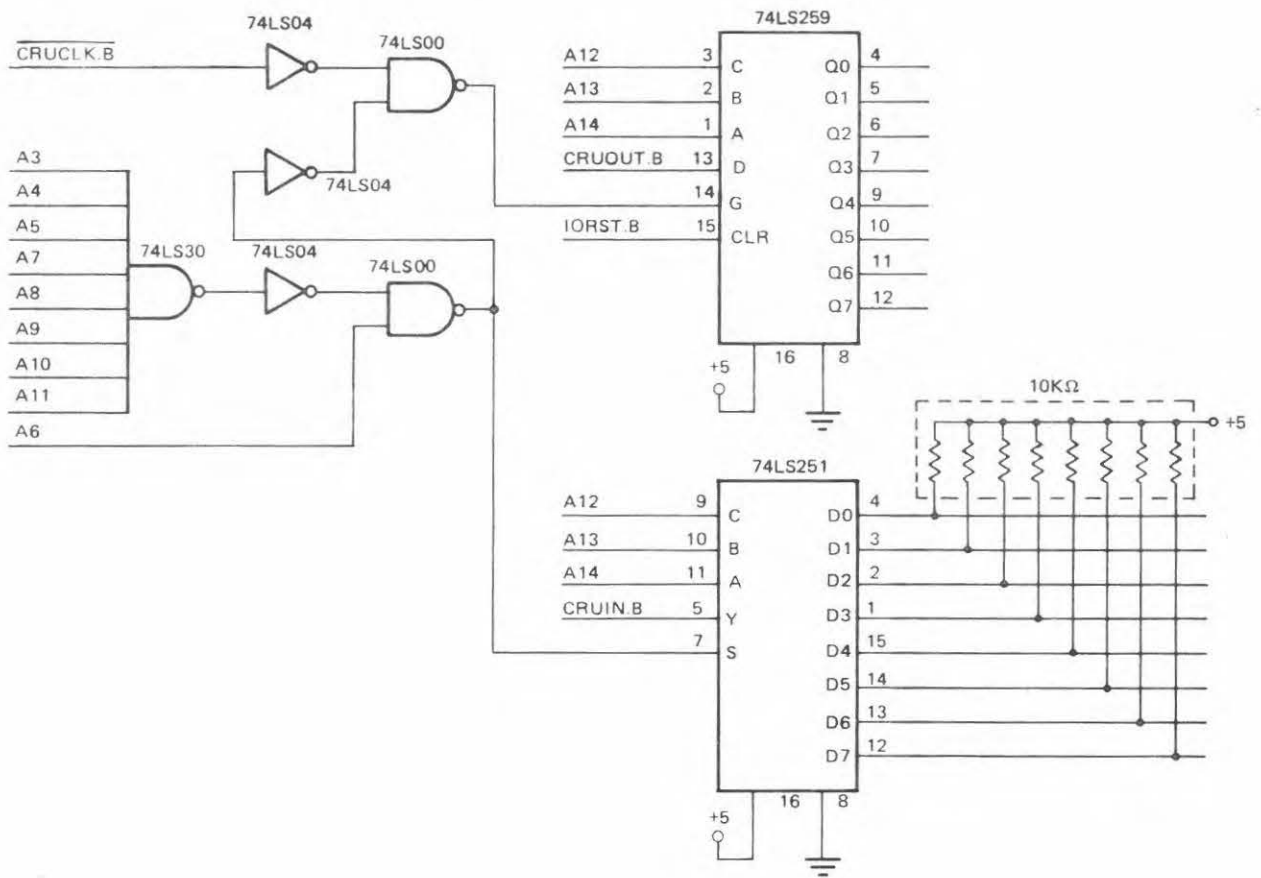 74LS04
CRUCLK.B
74LS00
74LS04
A3
A4
A5
A7
A8
A9
A10
A11
A6
74LS30
74LS04
74LS00
74LS259
A12 3 C Q0 4
A13 2 B Q1 5
A14 1 A Q2 6
CRUOUT.B 13 D Q3 7
14 G Q4 9
IORST.B 15 CLR Q5 10
Q6 11
Q7 12
+5 16 8
10KΩ
+5
74LS251
A12 9 C D0 4
A13 10 B D1 3
A14 11 A D2 2
CRUIN.B 5 Y D3 1
7 S D4 15
D5 14
D6 13
D7 12
+5 16 8